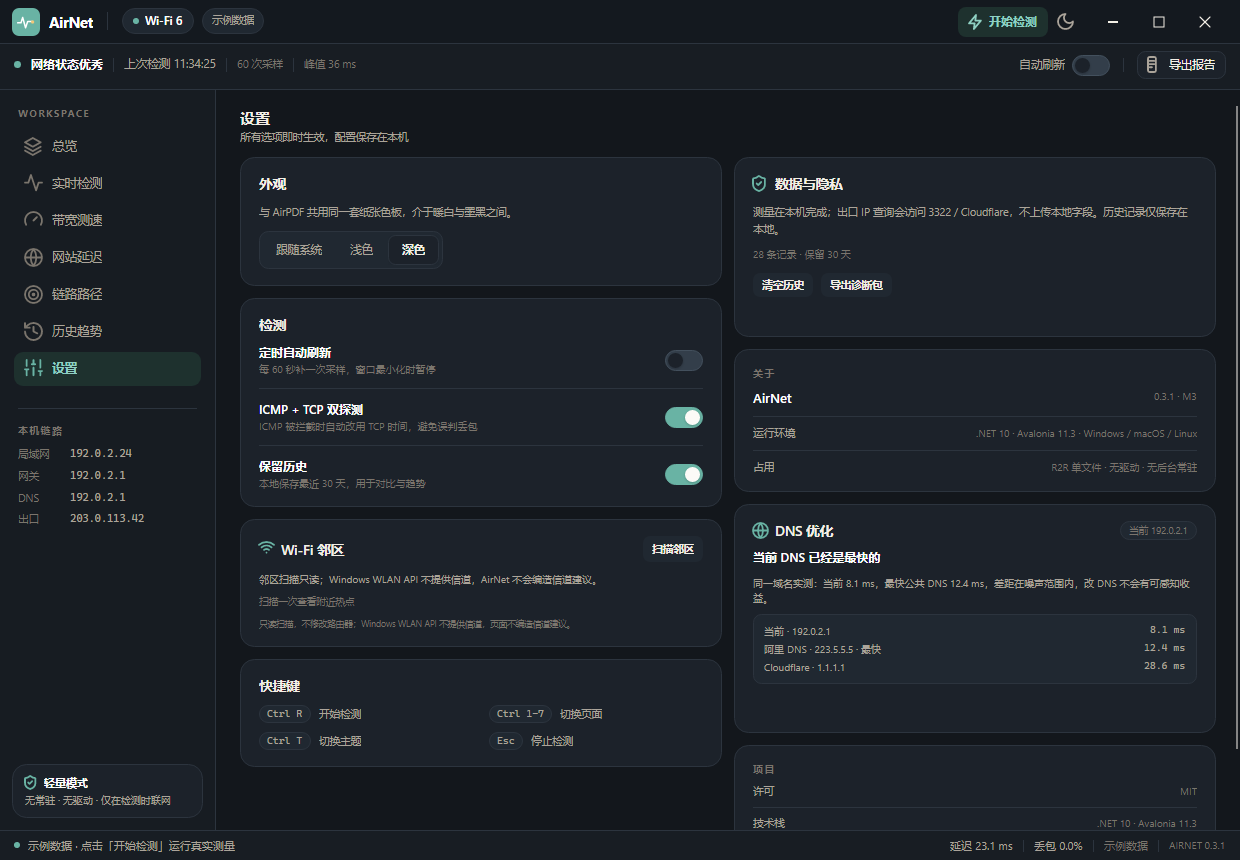 AirNet
Wi-Fi 6
示例数据
开始检测
网络状态优秀
上次检测 11:34:25
60 次采样
峰值 36 ms
自动刷新
导出报告
WORKSPACE
总览
实时检测
带宽测速
网站延迟
链路路径
历史趋势
设置
本机链路
局域网 192.0.2.24
网关 192.0.2.1
DNS 192.0.2.1
出口 203.0.113.42
轻量模式
无常驻 · 无驱动 · 仅在检测时联网
设置
所有选项即时生效，配置保存在本机
外观
与 AirPDF 共用同一套纸张色板，介于暖白与墨黑之间。
跟随系统 浅色 深色
检测
定时自动刷新
每 60 秒补一次采样，窗口最小化时暂停
ICMP + TCP 双探测
ICMP 被拦截时自动改用 TCP 时间，避免误判丢包
保留历史
本地保存最近 30 天，用于对比与趋势
Wi-Fi 邻区
扫描邻区
邻区扫描只读；Windows WLAN API 不提供信道，AirNet 不会编造信道建议。
扫描一次查看附近热点
只读扫描，不修改路由器；Windows WLAN API 不提供信道，页面不编造信道建议。
快捷键
Ctrl R 开始检测 Ctrl 1-7 切换页面
Ctrl T 切换主题 Esc 停止检测
数据与隐私
测量在本机完成；出口 IP 查询会访问 3322 / Cloudflare，不上传本地字段。历史记录仅保存在
本地。
28 条记录 · 保留 30 天
清空历史 导出诊断包
关于
AirNet 0.3.1 · M3
运行环境 .NET 10 · Avalonia 11.3 · Windows / macOS / Linux
占用 R2R 单文件 · 无驱动 · 无后台常驻
DNS 优化
当前 192.0.2.1
当前 DNS 已经是最快的
同一域名实测：当前 8.1 ms，最快公共 DNS 12.4 ms，差距在噪声范围内，改 DNS 不会有可感知收
益。
当前 · 192.0.2.1 8.1 ms
阿里 DNS · 223.5.5.5 · 最快 12.4 ms
Cloudflare · 1.1.1.1 28.6 ms
项目
许可 MIT
技术栈 .NET 10 · Avalonia 11.3
示例数据 · 点击「开始检测」运行真实测量
延迟 23.1 ms
丢包 0.0%
示例数据
AIRNET 0.3.1